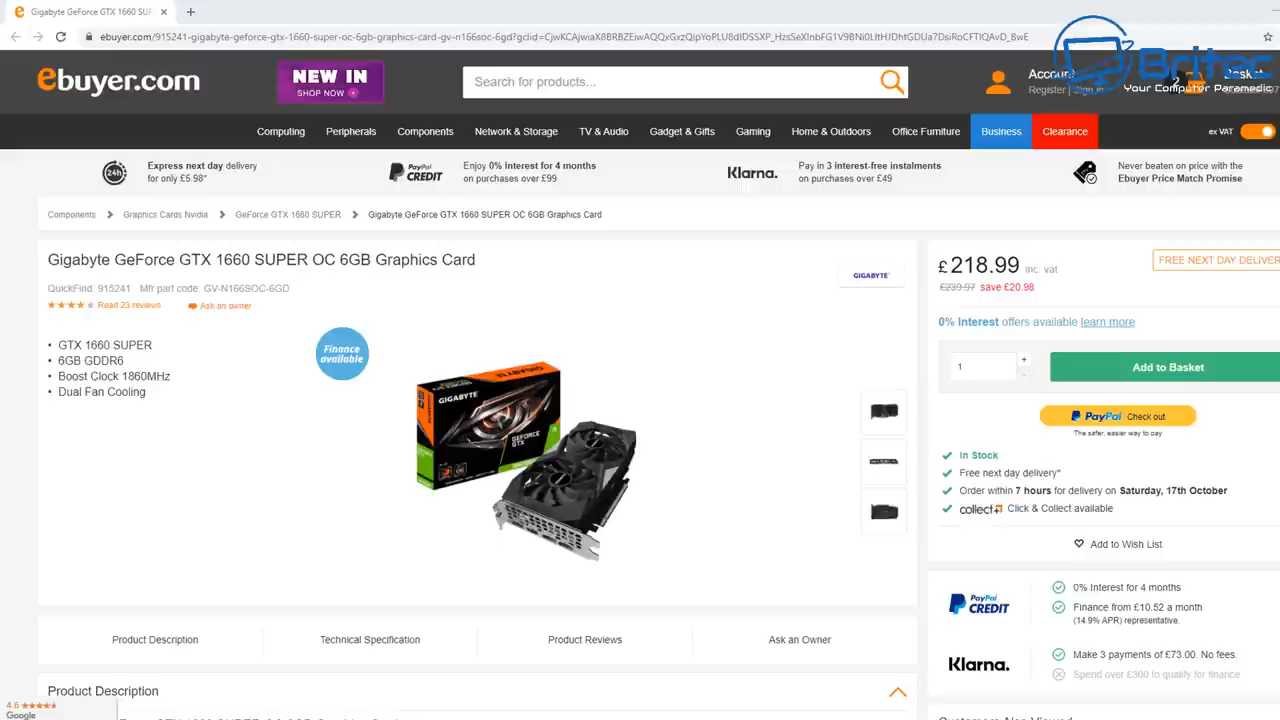 Gigabyte GeForce GTX 1660 SUP
ebuyer.com/915241-gigabyte-geforce-gtx-1660-super-oc-6gb-graphics-card-gv-n166soc-6gd?gclid=
Britec
Your Computer Paramedic
ebuyer.com
NEW IN
SHOP NOW
Search for products...
Account
Register | Sign
Basket
Computing
Peripherals
Components
Network & Storage
TV & Audio
Gadget & Gifts
Gaming
Home & Outdoors
Office Furniture
Business
Clearance
ex VAT
24h
Express next day delivery
for only £5.98*
PayPal CREDIT
Enjoy 0% interest for 4 months
on purchases over £99
Klarna.
Pay in 3 interest-free instalments
on purchases over £49
Never beaten on price with the
Ebuyer Price Match Promise
Components
Graphics Cards Nvidia
GeForce GTX 1660 SUPER
Gigabyte GeForce GTX 1660 SUPER OC 6GB Graphics Card
Gigabyte GeForce GTX 1660 SUPER OC 6GB Graphics Card
GIGABYTE
QuickFind 915241 Mfr part code: GV-N166SOC-6GD
Read 23 reviews
Ask an owner
• GTX 1660 SUPER
• 6GB GDDR6
• Boost Clock 1860MHz
• Dual Fan Cooling
Finance
available
GIGABYTE
GEFORCE
GTX
£218.99 inc. vat
FREE NEXT DAY DELIVER
£239.97 save £20.98
0% Interest offers available learn more
1
+
-
Add to Basket
PayPal Check out
The safer, easier way to pay
In Stock
Free next day delivery*
Order within 7 hours for delivery on Saturday, 17th October
collect+ Click & Collect available
Add to Wish List
PayPal
CREDIT
0% Interest for 4 months
Finance from £10.52 a month
(14.9% APR) representative.
Klarna.
Make 3 payments of £73.00. No fees.
Spend over £300 to qualify for finance
Product Description
Technical Specification
Product Reviews
Ask an Owner
Product Description
4.6
Google